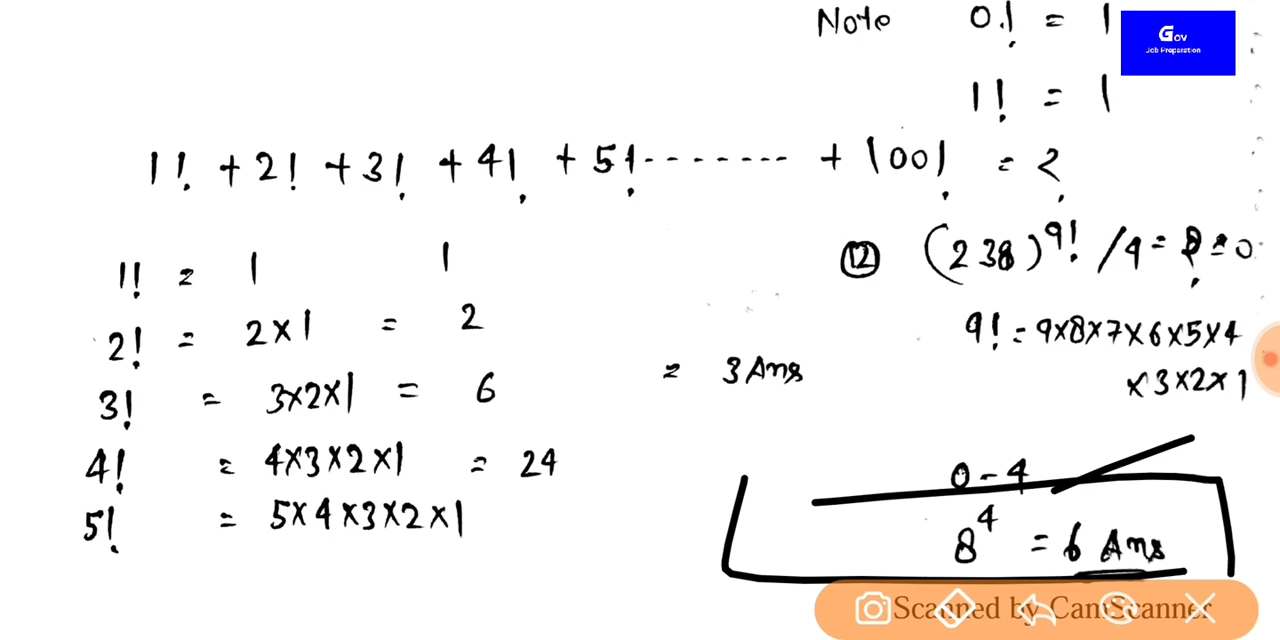 Note 0! = 1
Gov
Job Preparation
1! = 1
1! + 2! + 3! + 4! + 5! ------- + 100! = ?
1! = 1 1
2! = 2×1 = 2
3! = 3×2×1 = 6
4! = 4×3×2×1 = 24
5! = 5×4×3×2×1
= 3 Ans
(12) (238)^9! /4 = ? = 0
9! = 9×8×7×6×5×4
×3×2×1
0-4
8^4 = 6 Ans
Scanned by CamScanner